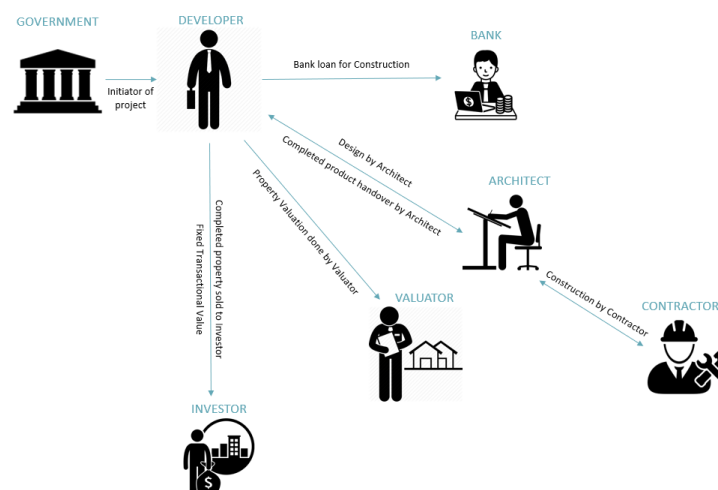 GOVERNMENT
DEVELOPER
BANK
Initiator of
project
Bank loan for Construction
Design by Architect
Completed product handover by Architect
ARCHITECT
Property Valuation done by Valuator
Completed property sold to Investor
Fixed Transactional Value
Construction by Contractor
VALUATOR
CONTRACTOR
INVESTOR
$
$